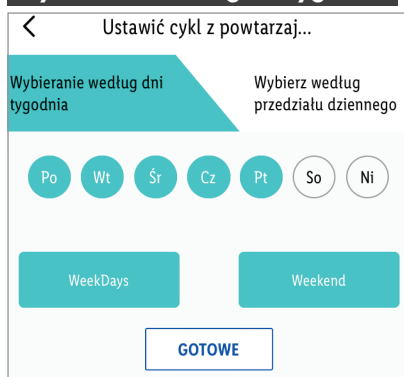 Ustawić cykl z powtarzaj...
Wybieranie według dni
tygodnia
Wybierz według
przedziału dziennego
Po Wt Śr Cz Pt So Ni
WeekDays Weekend
GOTOWE